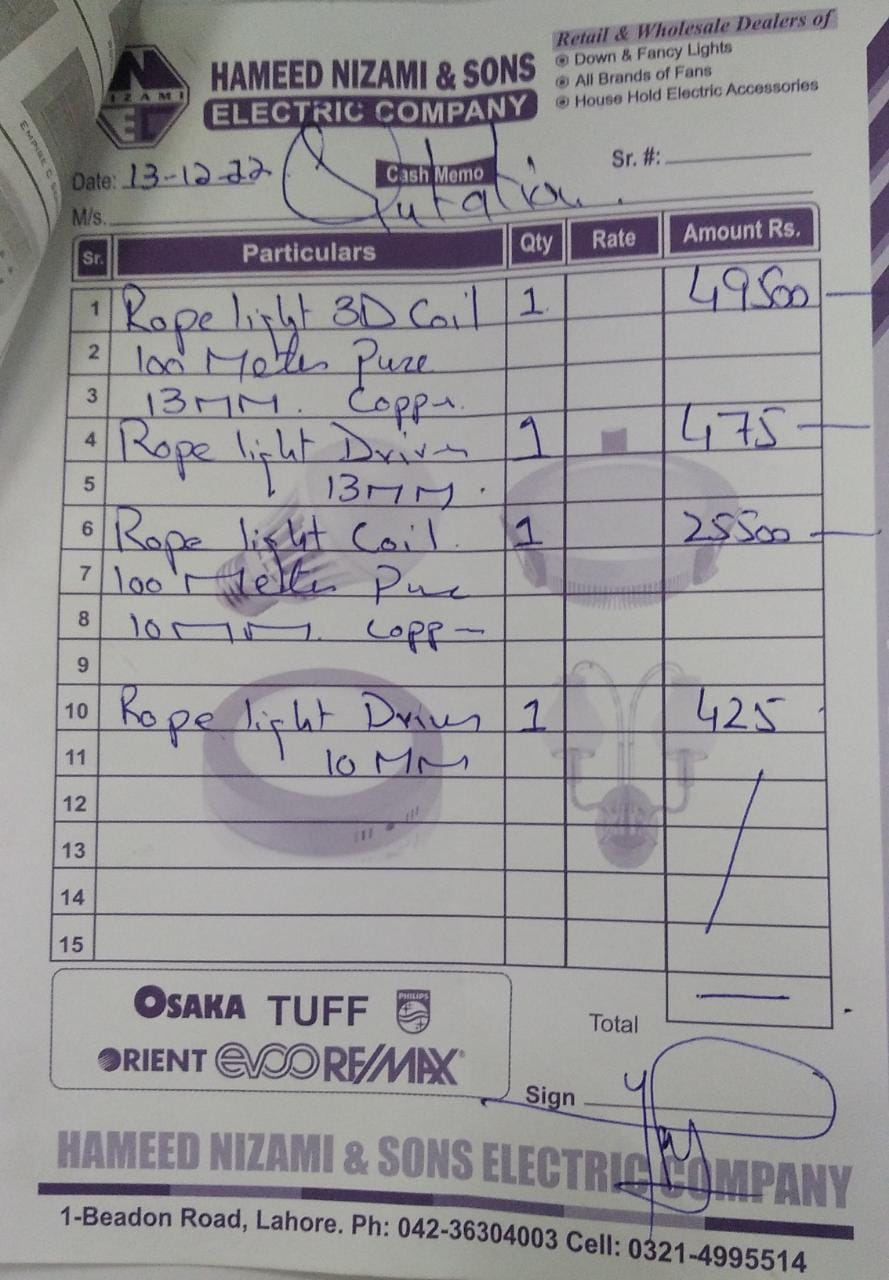 NIZAMI
HAMEED NIZAMI & SONS
ELECTRIC COMPANY
Retail & Wholesale Dealers of
Down & Fancy Lights
All Brands of Fans
House Hold Electric Accessories
Date: 13-12-22
Cash Memo
Qutation.
Sr. #:
M/s.
Sr. Particulars Qty Rate Amount Rs.
1 Rope light 3D Coil 1 49500
2 100 Meter Pure
3 13MM. Copper.
4 Rope light Driver 1 475
5 13MM.
6 Rope light Coil. 1 25500
7 100 Meter Pure
8 10MM. Copper
9
10 Rope light Driver 1 425
11 10 MM
12
13
14
15
OSAKA TUFF PHILIPS
ORIENT evco RE/MAX
Total —
Sign
HAMEED NIZAMI & SONS ELECTRIC COMPANY
1-Beadon Road, Lahore. Ph: 042-36304003 Cell: 0321-4995514